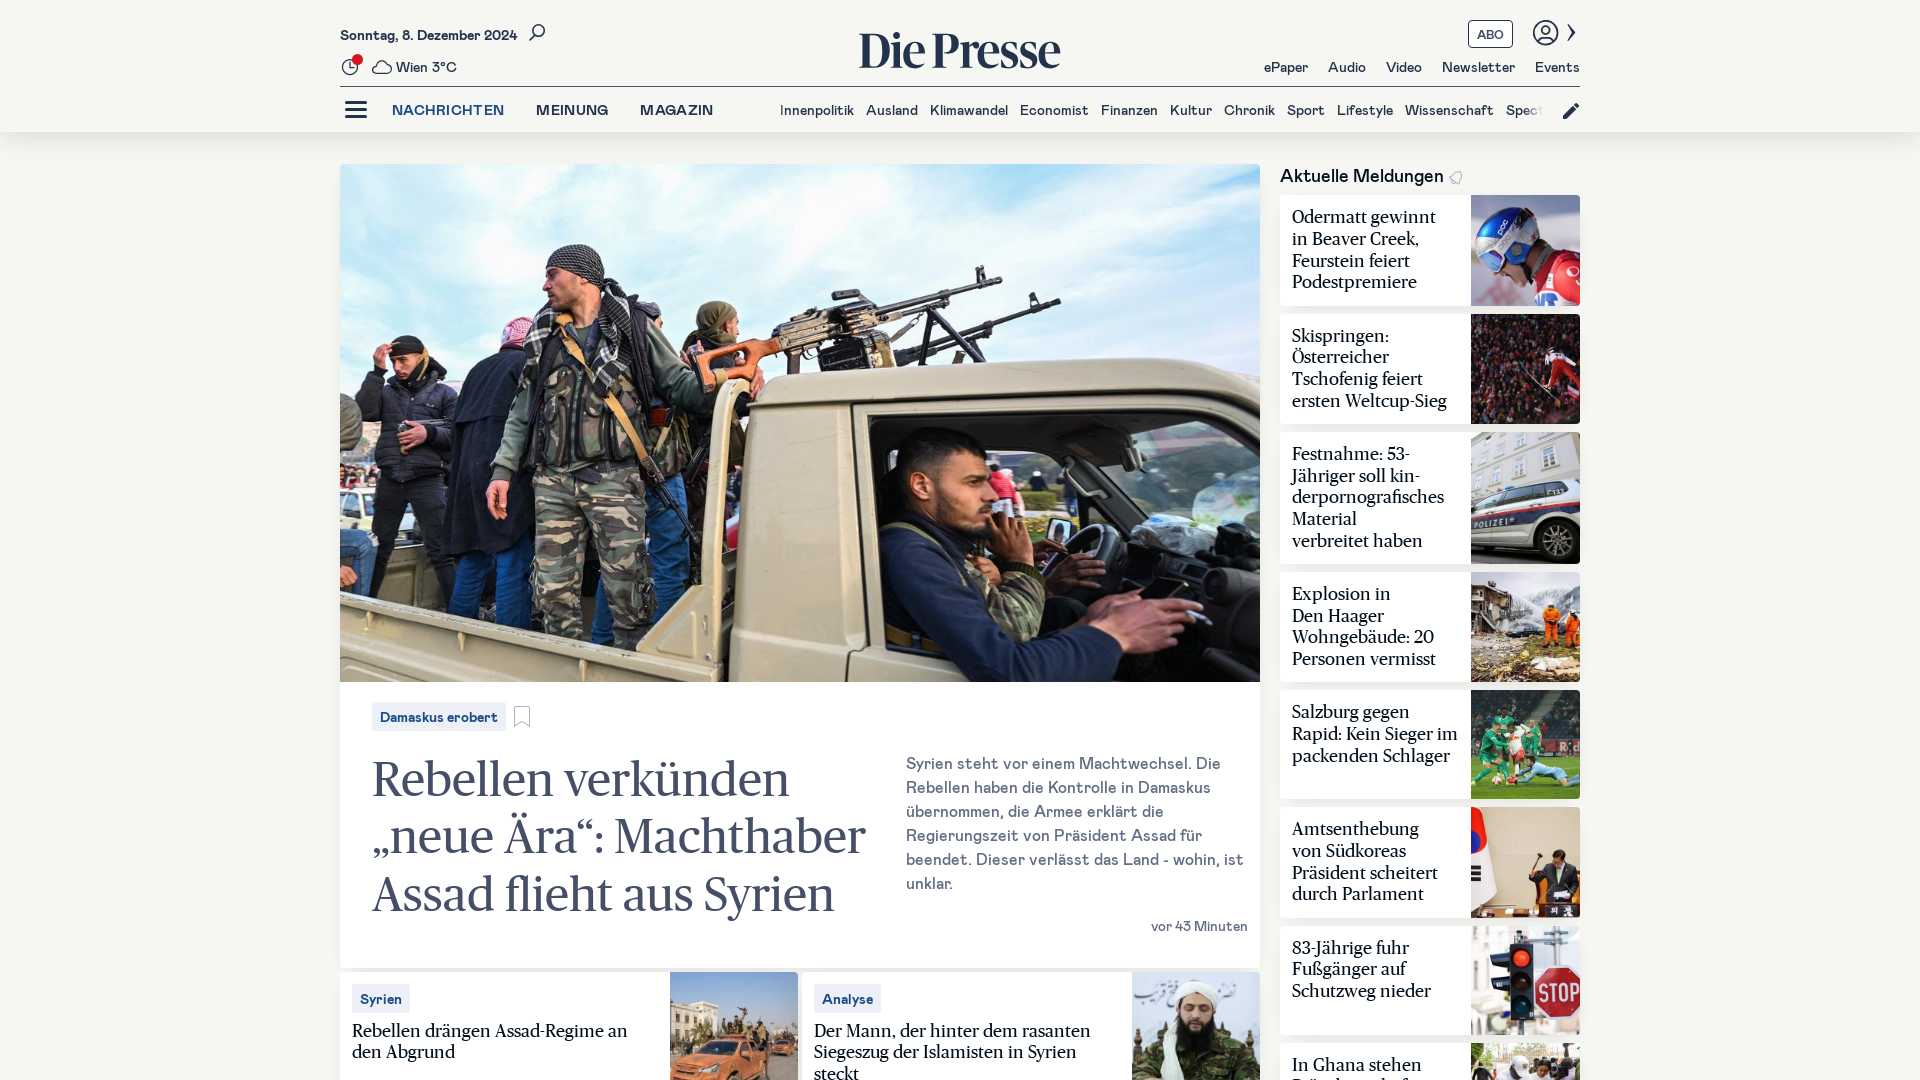 Sonntag, 8. Dezember 2024
Wien 3°C
Die Presse
ABO
ePaper Audio Video Newsletter Events
NACHRICHTEN MEINUNG MAGAZIN
Innenpolitik Ausland Klimawandel Economist Finanzen Kultur Chronik Sport Lifestyle Wissenschaft Spect
Damaskus erobert
Rebellen verkünden
„neue Ära“: Machthaber
Assad flieht aus Syrien
Syrien steht vor einem Machtwechsel. Die
Rebellen haben die Kontrolle in Damaskus
übernommen, die Armee erklärt die
Regierungszeit von Präsident Assad für
beendet. Dieser verlässt das Land - wohin, ist
unklar.
vor 43 Minuten
Syrien
Rebellen drängen Assad-Regime an
den Abgrund
Analyse
Der Mann, der hinter dem rasanten
Siegeszug der Islamisten in Syrien
steckt
Aktuelle Meldungen
Odermatt gewinnt
in Beaver Creek,
Feurstein feiert
Podestpremiere
poc
Skispringen:
Österreicher
Tschofenig feiert
ersten Weltcup-Sieg
Festnahme: 53-
Jähriger soll kin-
derpornografisches
Material
verbreitet haben
POLIZEI
Explosion in
Den Haager
Wohngebäude: 20
Personen vermisst
Salzburg gegen
Rapid: Kein Sieger im
packenden Schlager
Amtsenthebung
von Südkoreas
Präsident scheitert
durch Parlament
83-Jährige fuhr
Fußgänger auf
Schutzweg nieder
STOP
In Ghana stehen